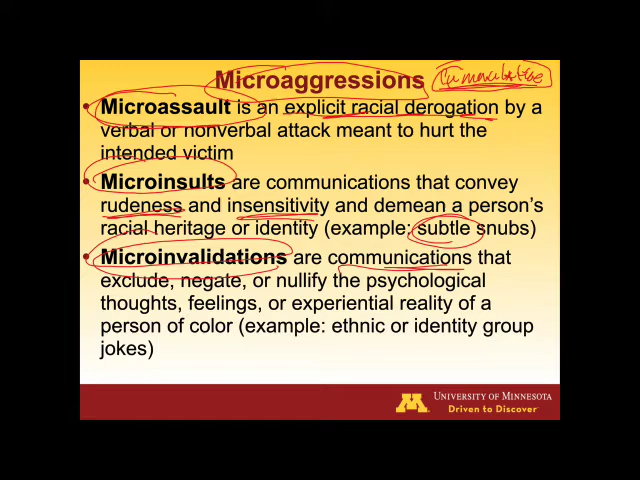 Microaggressions
• Microassault is an explicit racial derogation by a
verbal or nonverbal attack meant to hurt the
intended victim
• Microinsults are communications that convey
rudeness and insensitivity and demean a person's
racial heritage or identity (example: subtle snubs)
• Microinvalidations are communications that
exclude, negate, or nullify the psychological
thoughts, feelings, or experiential reality of a
person of color (example: ethnic or identity group
jokes)
M UNIVERSITY OF MINNESOTA
Driven to Discover